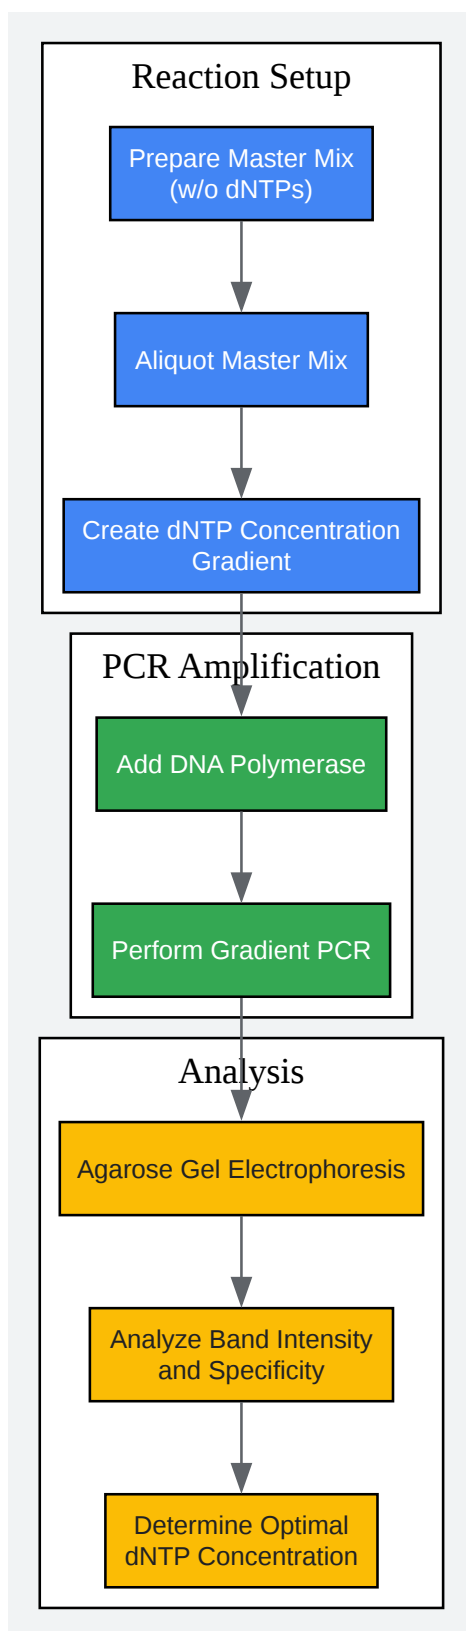 Reaction Setup
Prepare Master Mix
(w/o dNTPs)
Aliquot Master Mix
Create dNTP Concentration
Gradient
PCR Amplification
Add DNA Polymerase
Perform Gradient PCR
Analysis
Agarose Gel Electrophoresis
Analyze Band Intensity
and Specificity
Determine Optimal
dNTP Concentration